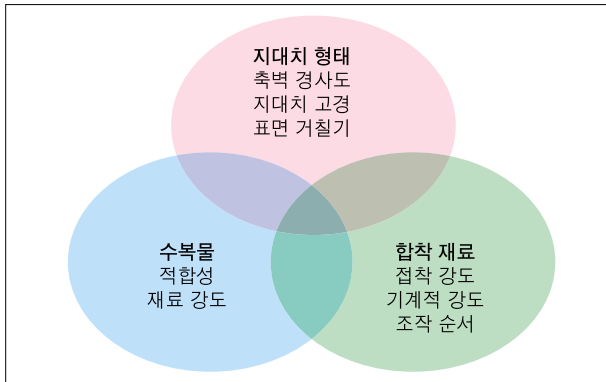 지대치 형태
축벽 경사도
지대치 고경
표면 거칠기
수복물
적합성
재료 강도
합착 재료
접착 강도
기계적 강도
조작 순서